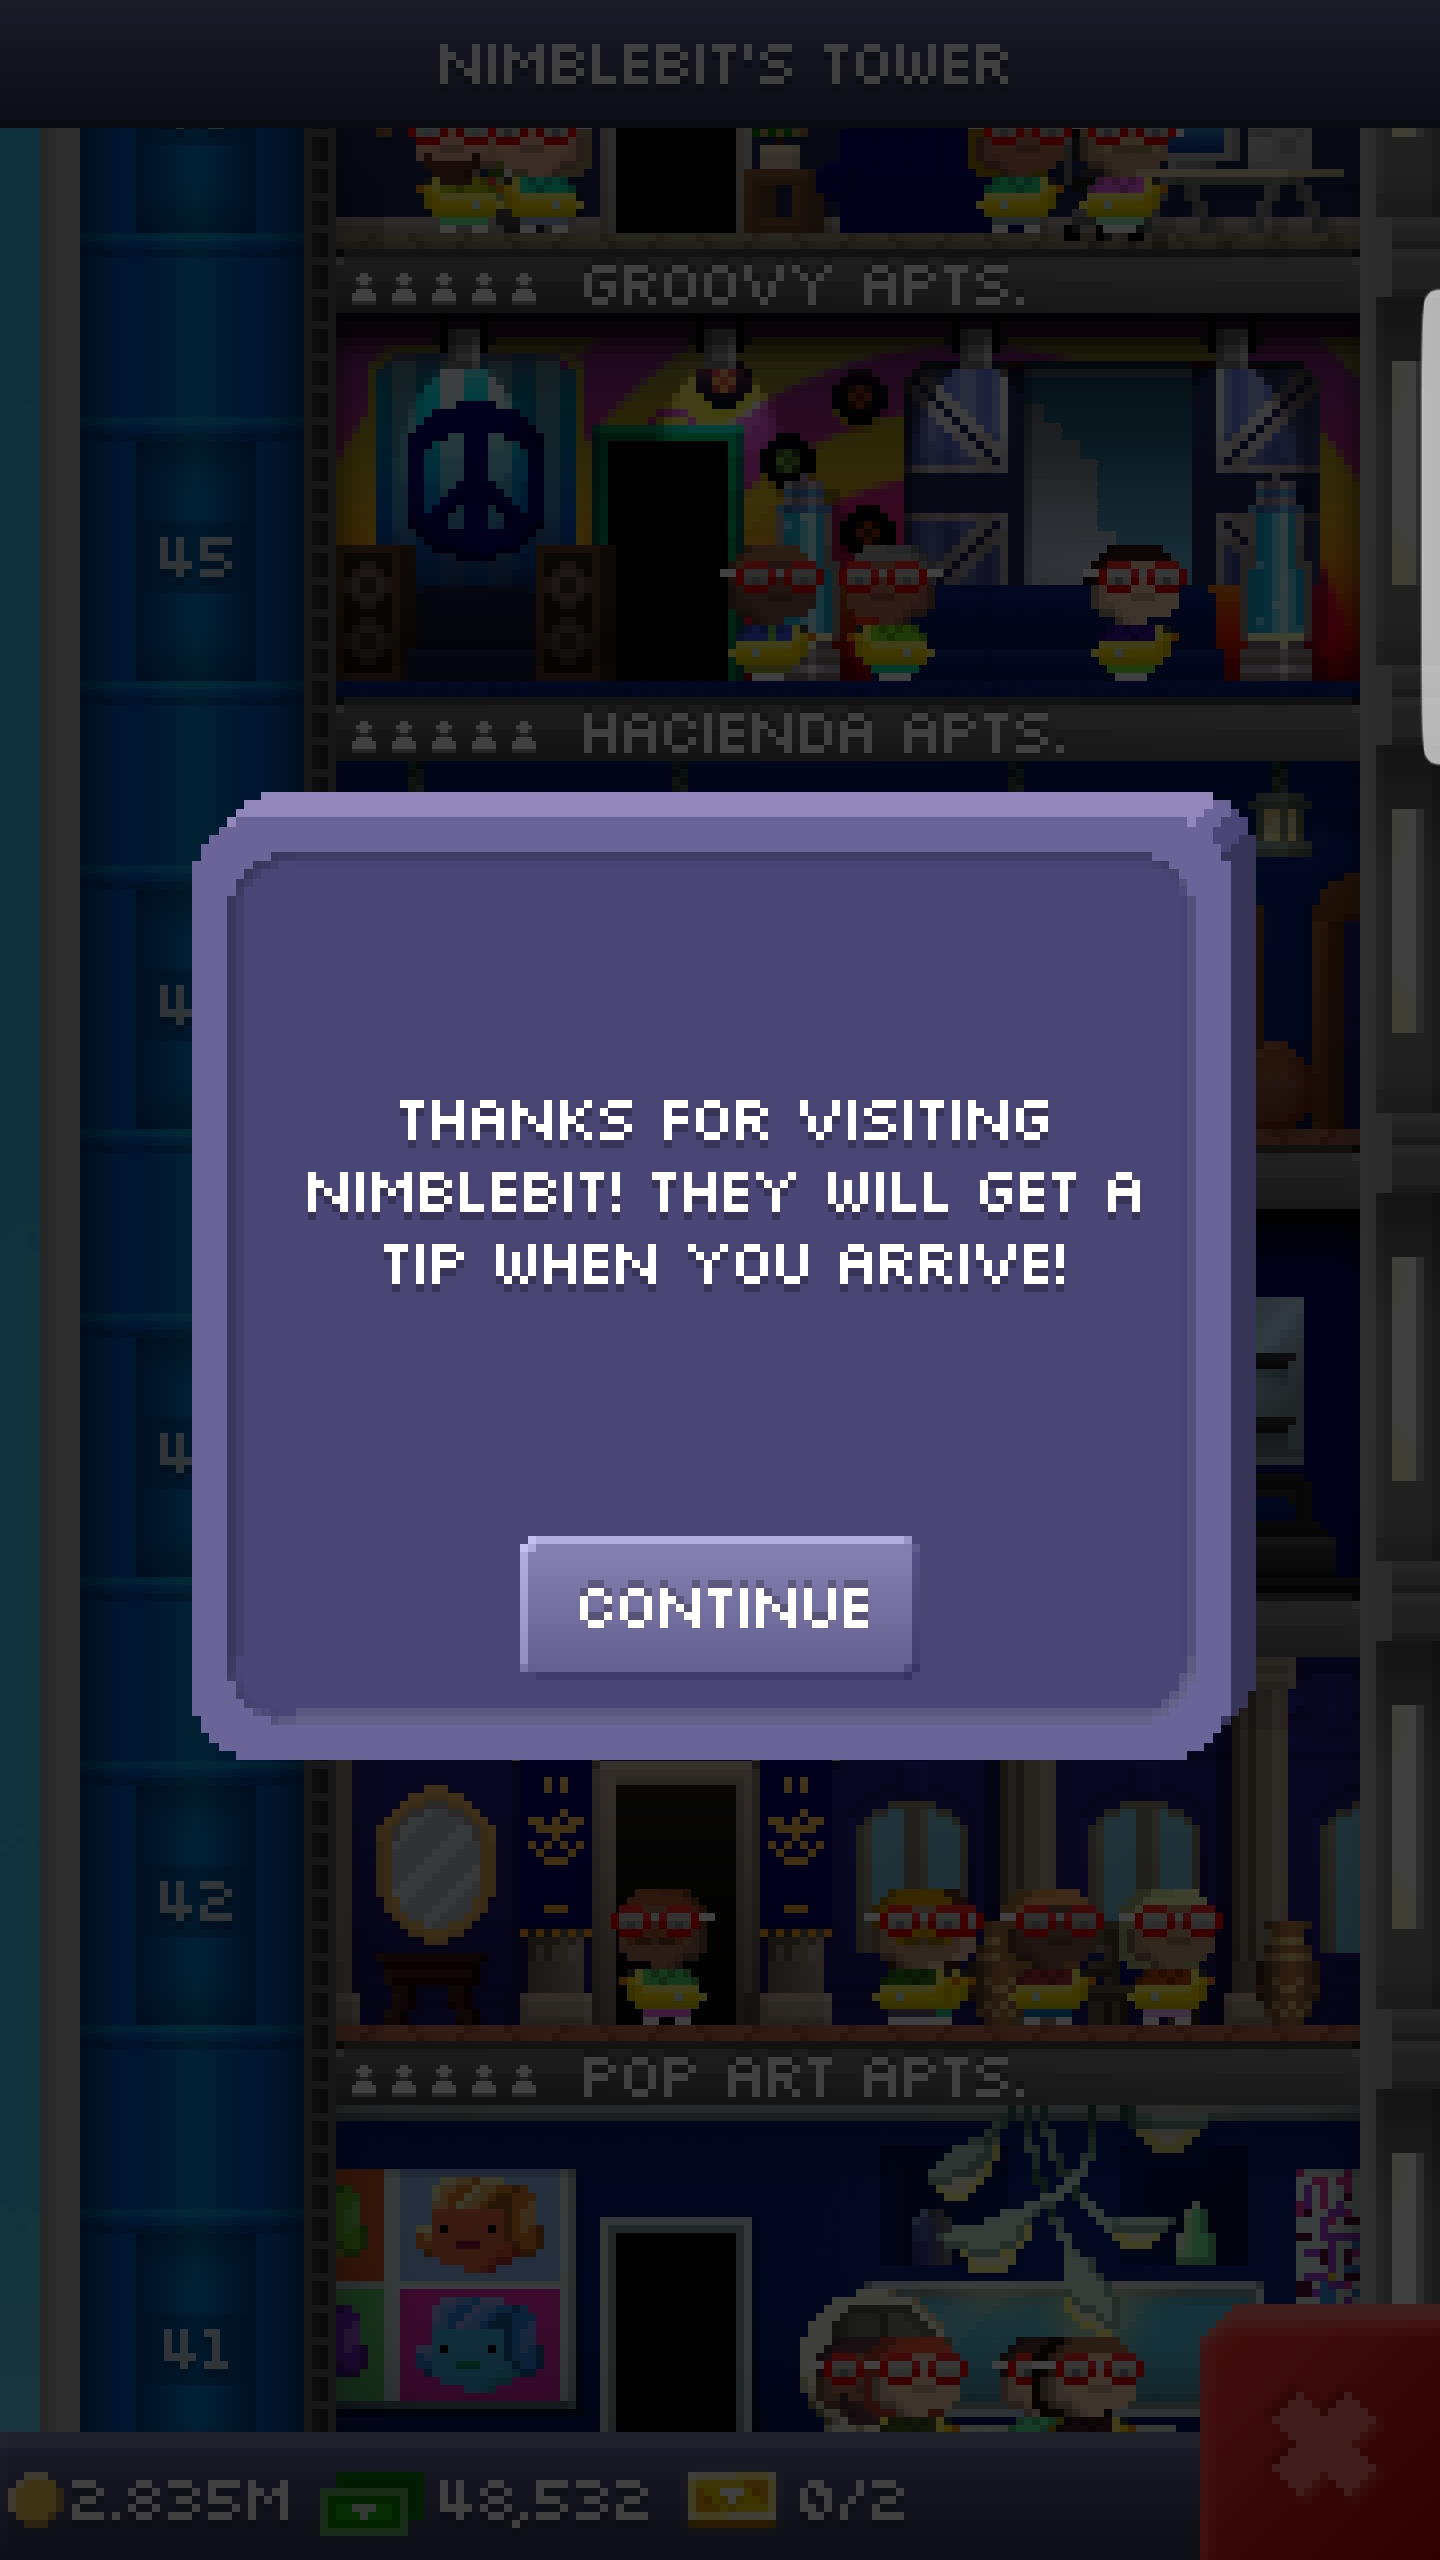 NIMBLEBIT'S TOWER
GROOVY APTS.
45
HACIENDA APTS.
THANKS FOR VISITING
NIMBLEBIT! THEY WILL GET A
TIP WHEN YOU ARRIVE!
CONTINUE
42
POP ART APTS.
41
2.835M 48,532 0/2